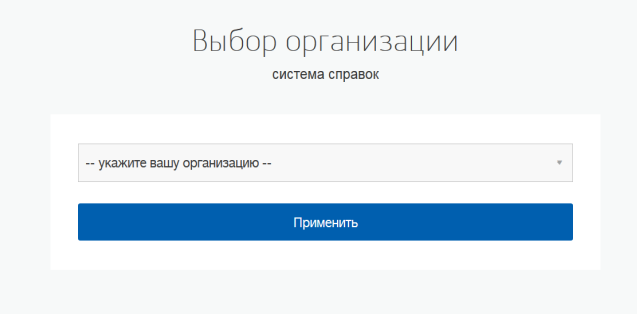 Выбор организации
система справок
-- укажите вашу организацию --
Применить